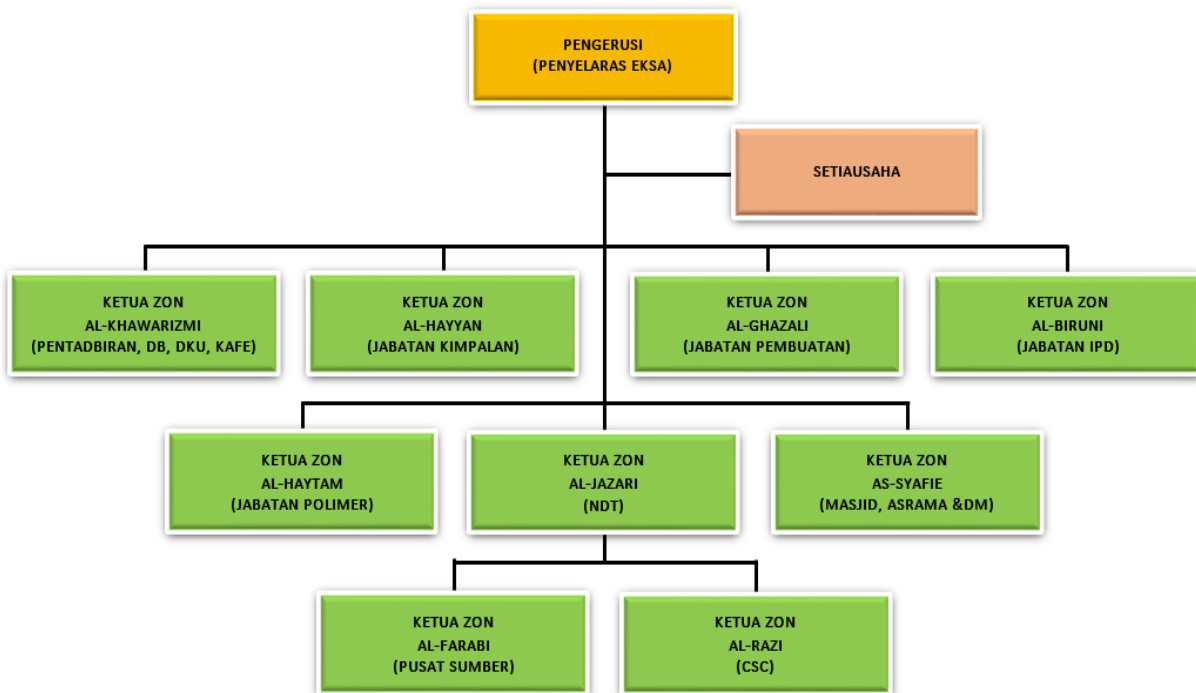 PENGERUSI
(PENYELARAS EKSA)
SETIAUSAHA
KETUA ZON
AL-KHAWARIZMI
(PENTADBIRAN, DB, DKU, KAFE)
KETUA ZON
AL-HAYYAN
(JABATAN KIMPALAN)
KETUA ZON
AL-GHAZALI
(JABATAN PEMBUATAN)
KETUA ZON
AL-BIRUNI
(JABATAN IPD)
KETUA ZON
AL-HAYTAM
(JABATAN POLIMER)
KETUA ZON
AL-JAZARI
(NDT)
KETUA ZON
AS-SYAFIE
(MASJID, ASRAMA &DM)
KETUA ZON
AL-FARABI
(PUSAT SUMBER)
KETUA ZON
AL-RAZI
(CSC)